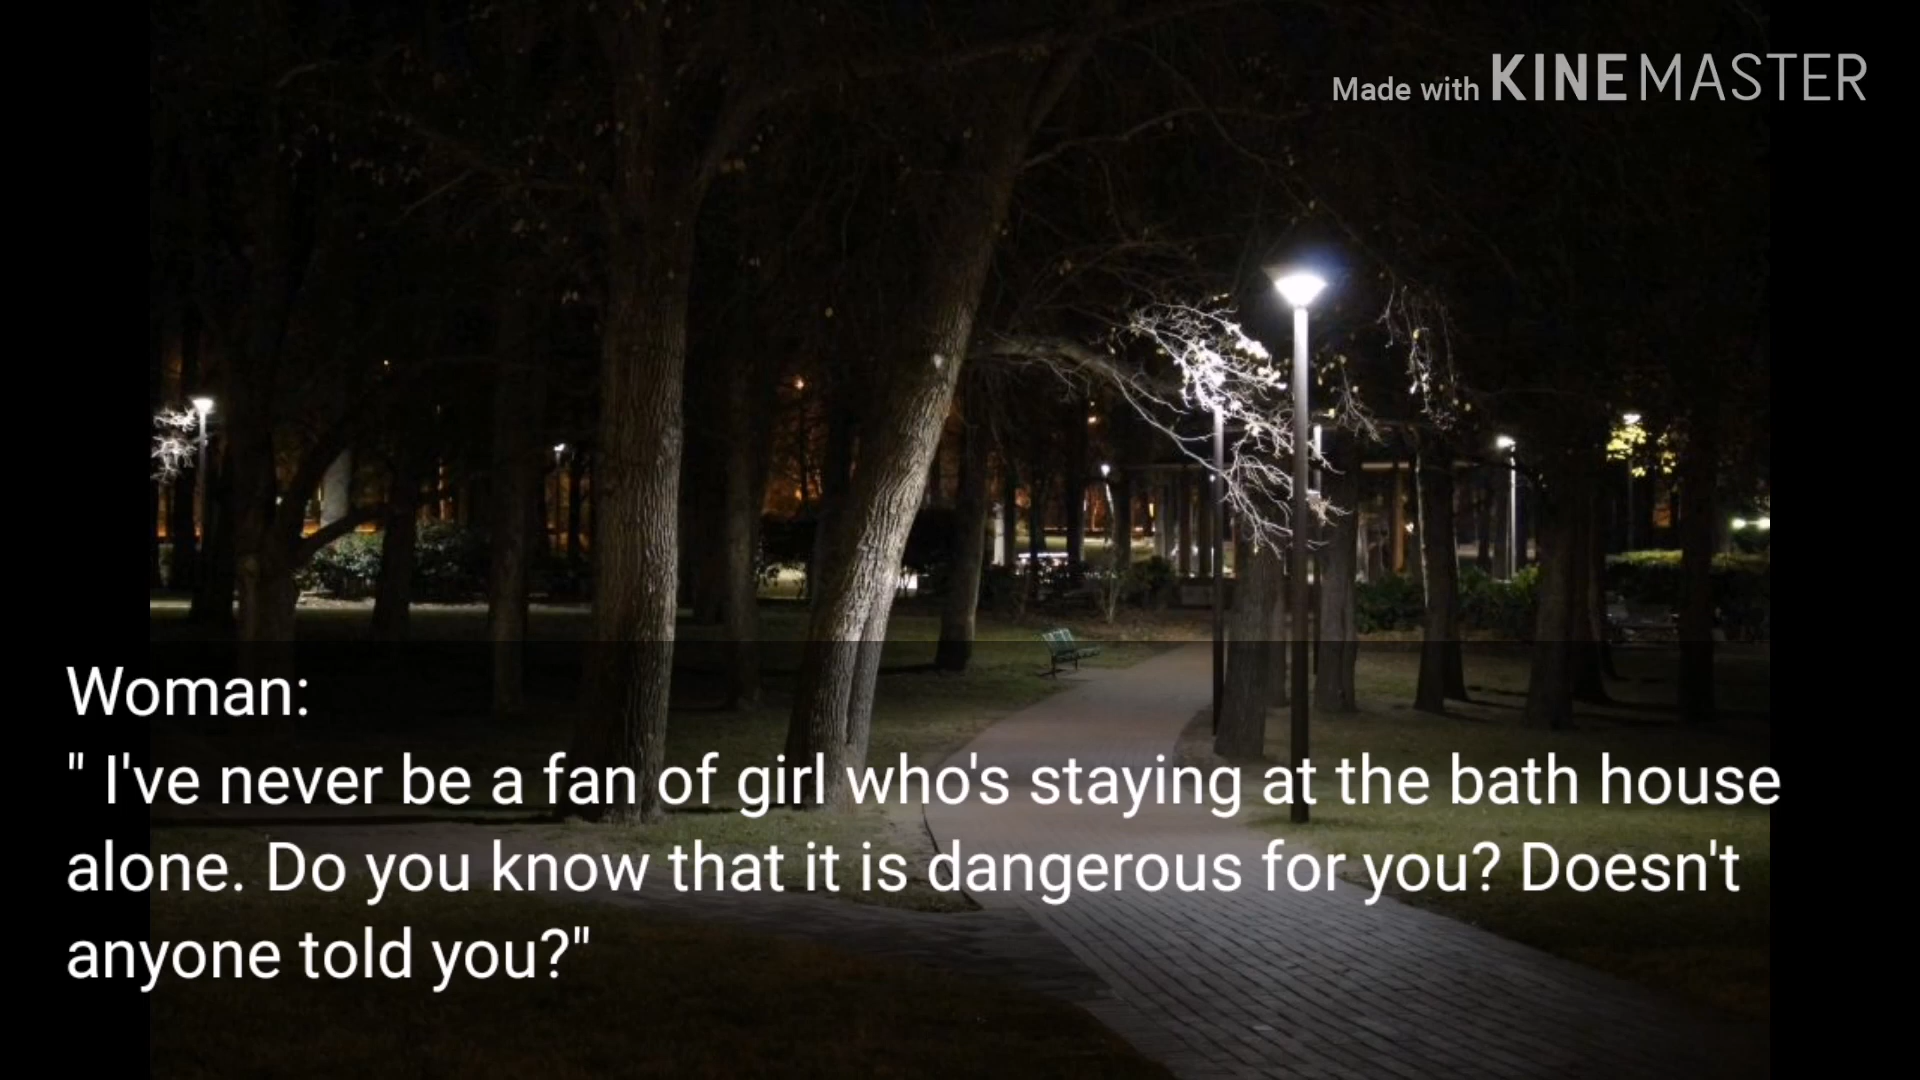 Made with KINEMASTER
Woman:
" I've never be a fan of girl who's staying at the bath house
alone. Do you know that it is dangerous for you? Doesn't
anyone told you?"